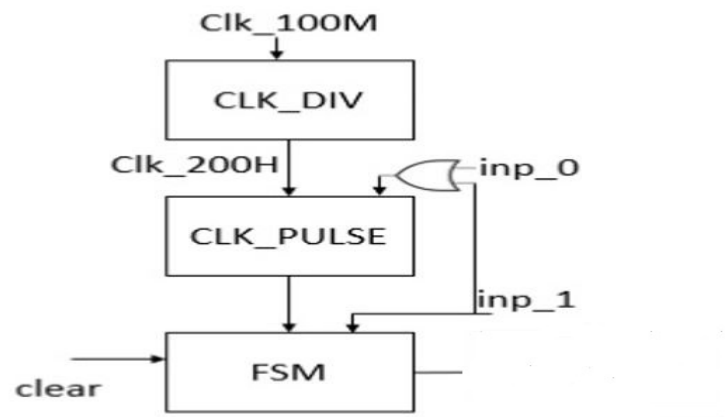 Clk_100M
CLK_DIV
Clk_200H
inp_0
CLK_PULSE
inp_1
FSM
clear